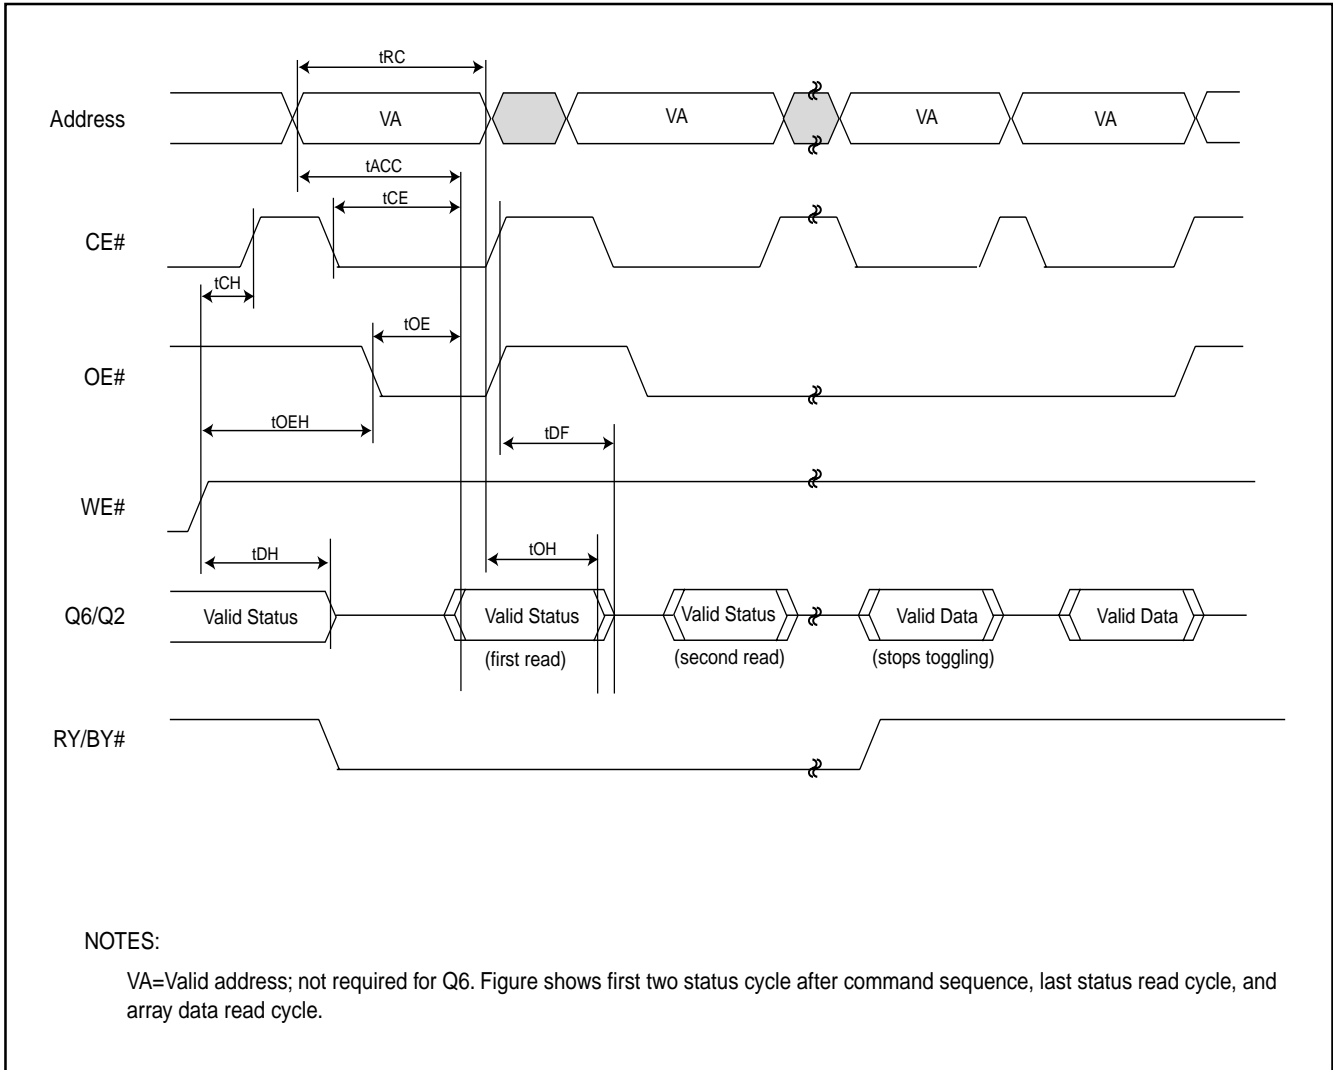 tRC
Address
VA
VA
VA
VA
tACC
tCE
CE#
tCH
tOE
OE#
tOEH
tDF
WE#
tDH
tOH
Q6/Q2
Valid Status
Valid Status
Valid Status
Valid Data
Valid Data
(first read)
(second read)
(stops toggling)
RY/BY#
NOTES:
VA=Valid address; not required for Q6. Figure shows first two status cycle after command sequence, last status read cycle, and
array data read cycle.